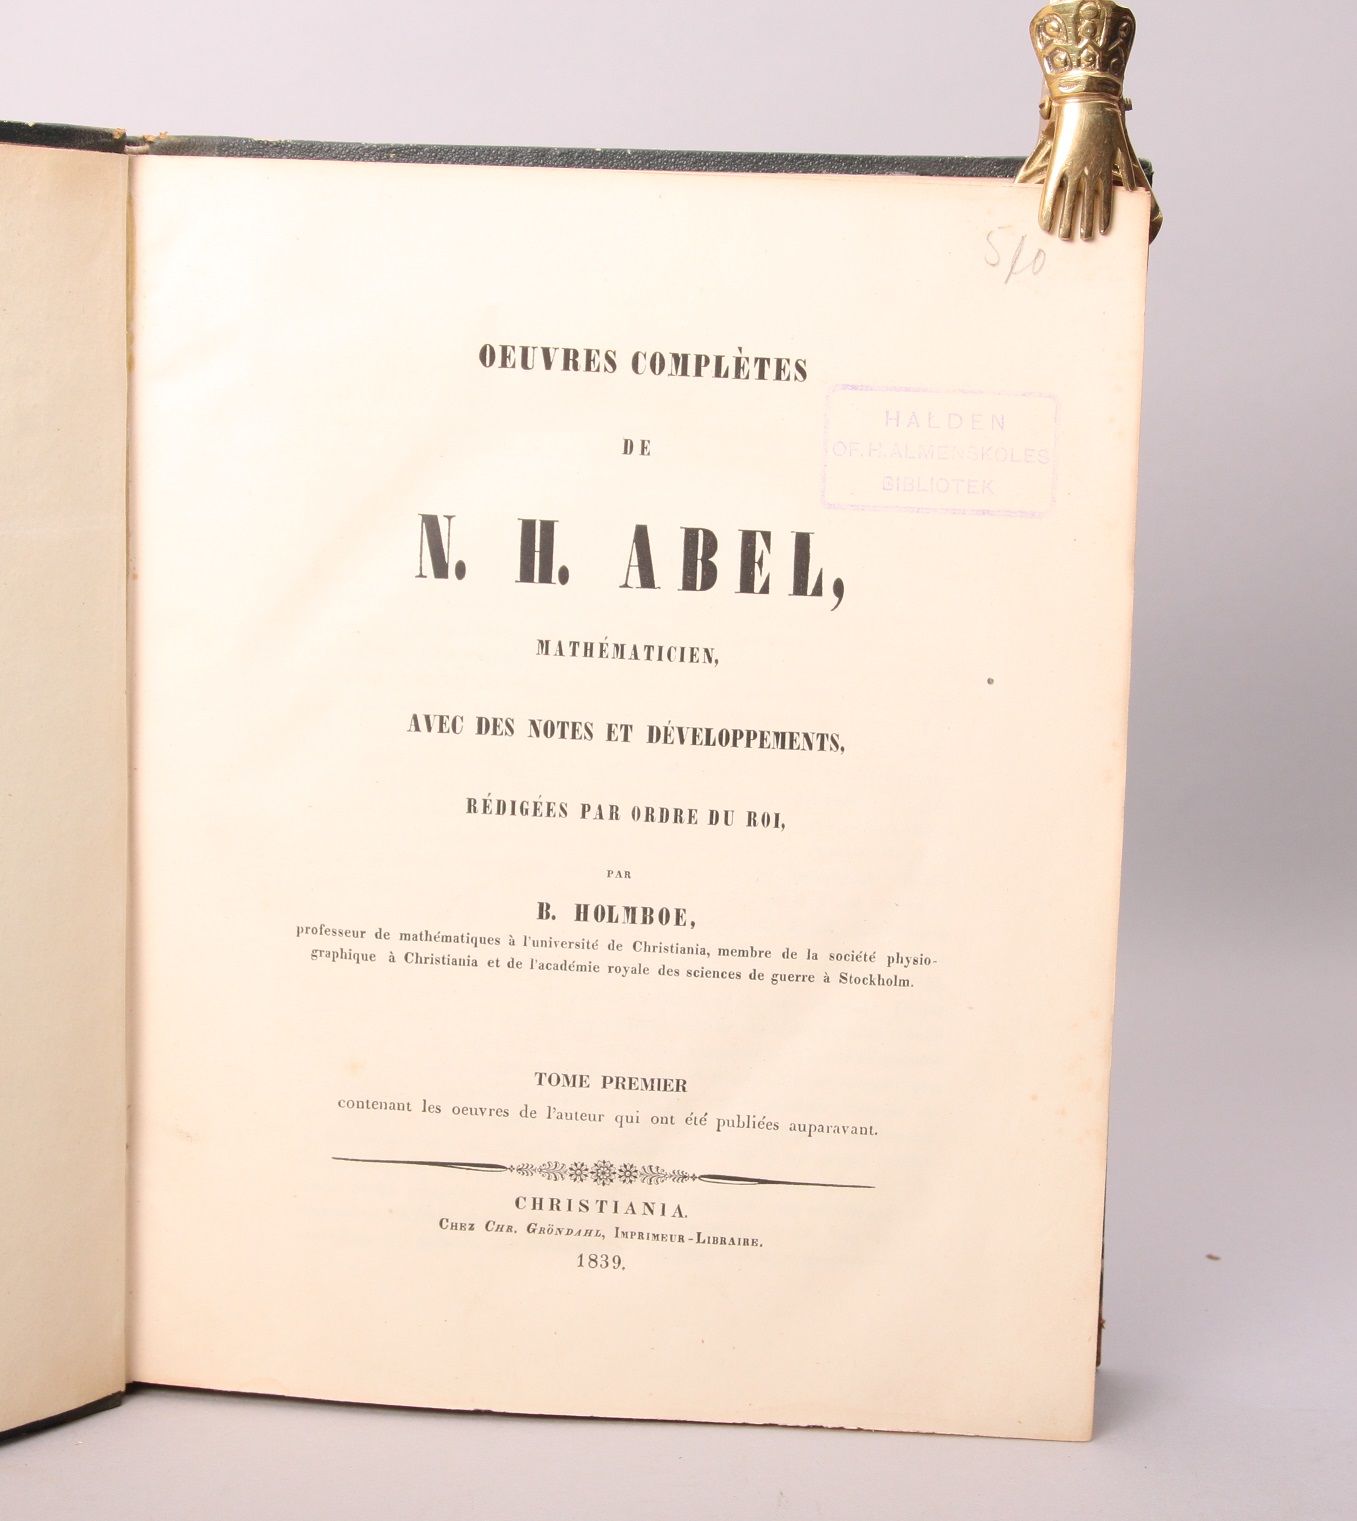 5/0
OEUVRES COMPLÈTES
HALDEN
OF. H. ALMENSKOLES
BIBLIOTEK
DE
N. H. ABEL,
MATHÉMATICIEN,
AVEC DES NOTES ET DÉVELOPPEMENTS,
RÉDIGÉES PAR ORDRE DU ROI,
PAR
B. HOLMBOE,
professeur de mathématiques à l'université de Christiania, membre de la société physio-
graphique à Christiania et de l'académie royale des sciences de guerre à Stockholm.
TOME PREMIER
contenant les oeuvres de l'auteur qui ont été publiées auparavant.
CHRISTIANIA.
CHEZ CHR. GRÖNDAHL, IMPRIMEUR-LIBRAIRE.
1839.